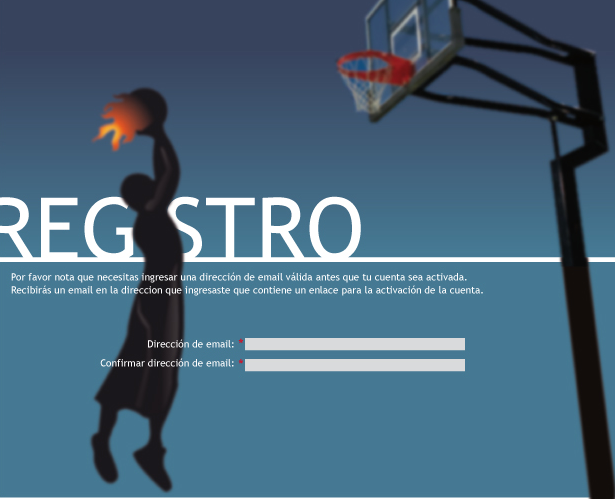 REGISTRO
Por favor nota que necesitas ingresar una dirección de email válida antes que tu cuenta sea activada.
Recibirás un email en la direccion que ingresaste que contiene un enlace para la activación de la cuenta.
Dirección de email: *
Confirmar dirección de email: *